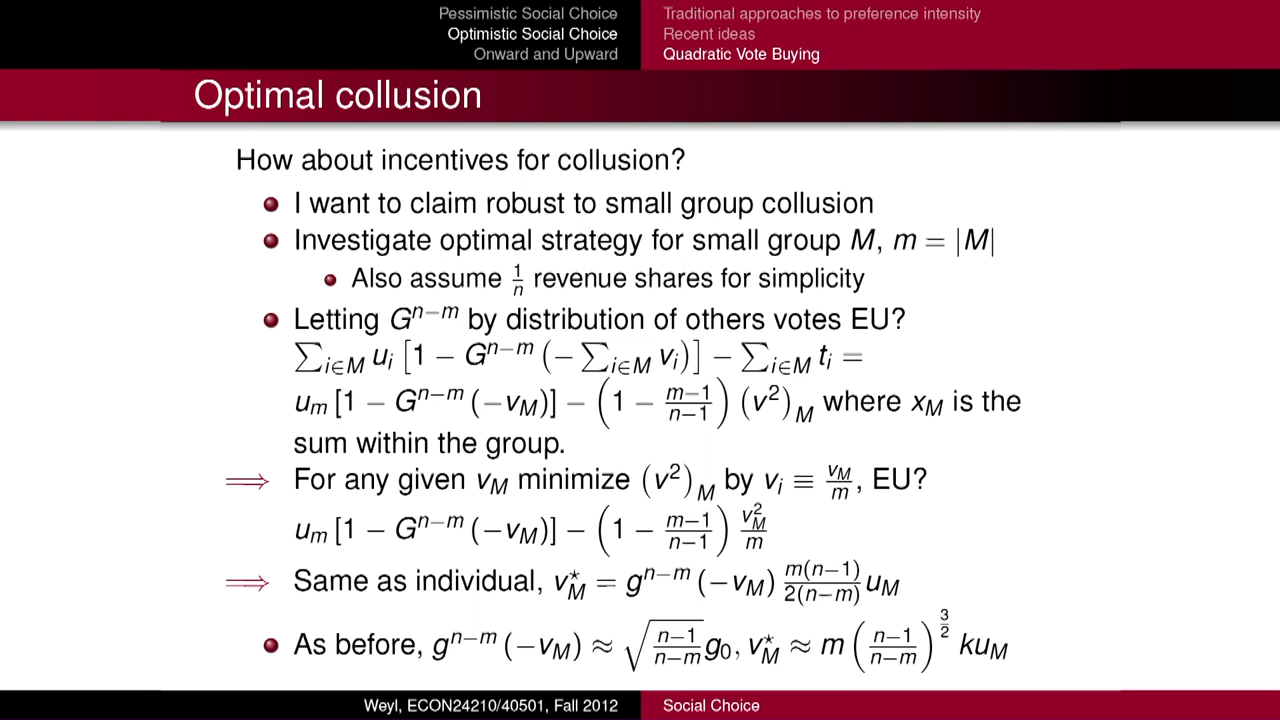 Pessimistic Social Choice
Optimistic Social Choice
Onward and Upward
Traditional approaches to preference intensity
Recent ideas
Quadratic Vote Buying
Optimal collusion
How about incentives for collusion?
I want to claim robust to small group collusion
Investigate optimal strategy for small group M, m = |M|
Also assume 1/n revenue shares for simplicity
Letting G^{n−m} by distribution of others votes EU?
∑_{i∈M} u_i [1 − G^{n−m} (−∑_{i∈M} v_i)] − ∑_{i∈M} t_i =
u_m [1 − G^{n−m} (−v_M)] − (1 − (m−1)/(n−1)) (v^2)_M where x_M is the
sum within the group.
⟹ For any given v_M minimize (v^2)_M by v_i ≡ v_M/m, EU?
u_m [1 − G^{n−m} (−v_M)] − (1 − (m−1)/(n−1)) v_M^2/m
⟹ Same as individual, v_M^⋆ = g^{n−m} (−v_M) m(n−1)/2(n−m) u_M
As before, g^{n−m} (−v_M) ≈ √((n−1)/(n−m)) g_0, v_M^⋆ ≈ m ((n−1)/(n−m))^{3/2} ku_M
Weyl, ECON24210/40501, Fall 2012
Social Choice